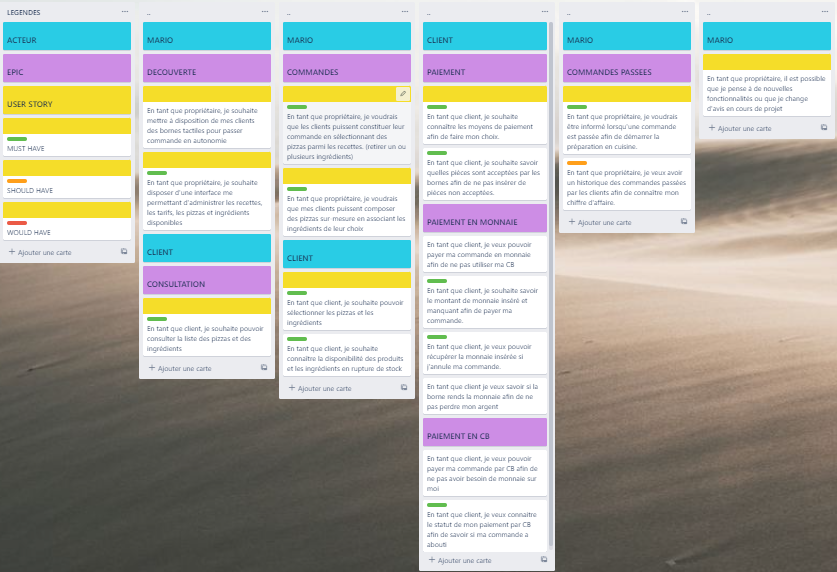 LEGENDES
...
ACTEUR
EPIC
USER STORY
MUST HAVE
SHOULD HAVE
WOULD HAVE
+ Ajouter une carte
..
...
MARIO
DECOUVERTE
En tant que propriétaire, je souhaite
mettre à disposition de mes clients
des bornes tactiles pour passer
commande en autonomie
En tant que propriétaire, je souhaite
disposer d'une interface me
permettant d'administrer les recettes,
les tarifs, les pizzas et ingrédients
disponibles
CLIENT
CONSULTATION
En tant que client, je souhaite pouvoir
consulter la liste des pizzas et des
ingrédients
+ Ajouter une carte
..
...
MARIO
COMMANDES
En tant que propriétaire, je voudrais
que les clients puissent constituer leur
commande en sélectionnant des
pizzas parmi les recettes. (retirer un ou
plusieurs ingrédients)
En tant que propriétaire, je voudrais
que mes clients puissent composer
des pizzas sur-mesure en associant les
ingrédients de leur choix
CLIENT
En tant que client, je souhaite pouvoir
sélectionner les pizzas et les
ingrédients
En tant que client, je souhaite
connaître la disponibilité des produits
et les ingrédients en rupture de stock
+ Ajouter une carte
..
...
CLIENT
PAIEMENT
En tant que client, je souhaite
connaître les moyens de paiement
afin de faire mon choix.
En tant que client, je souhaite savoir
quelles pièces sont acceptées par les
bornes afin de ne pas insérer de
pièces non acceptées.
PAIEMENT EN MONNAIE
En tant que client, je veux pouvoir
payer ma commande en monnaie
afin de ne pas utiliser ma CB
En tant que client, je souhaite savoir
le montant de monnaie inséré et
manquant afin de payer ma
commande.
En tant que client, je veux pouvoir
récupérer la monnaie insérée si
j'annule ma commande.
En tant que client je veux savoir si la
borne rends la monnaie afin de ne
pas perdre mon argent
PAIEMENT EN CB
En tant que client, je veux pouvoir
payer ma commande par CB afin de
ne pas avoir besoin de monnaie sur
moi
En tant que client, je veux connaitre
le statut de mon paiement par CB
afin de savoir si ma commande a
abouti
+ Ajouter une carte
..
...
MARIO
COMMANDES PASSEES
En tant que propriétaire, je voudrais
être informé lorsqu'une commande
est passée afin de démarrer la
préparation en cuisine.
En tant que propriétaire, je veux avoir
un historique des commandes passées
par les clients afin de connaître mon
chiffre d'affaire.
+ Ajouter une carte
..
...
MARIO
En tant que propriétaire, il est possible
que je pense à de nouvelles
fonctionnalités ou que je change
d'avis en cours de projet
+ Ajouter une carte